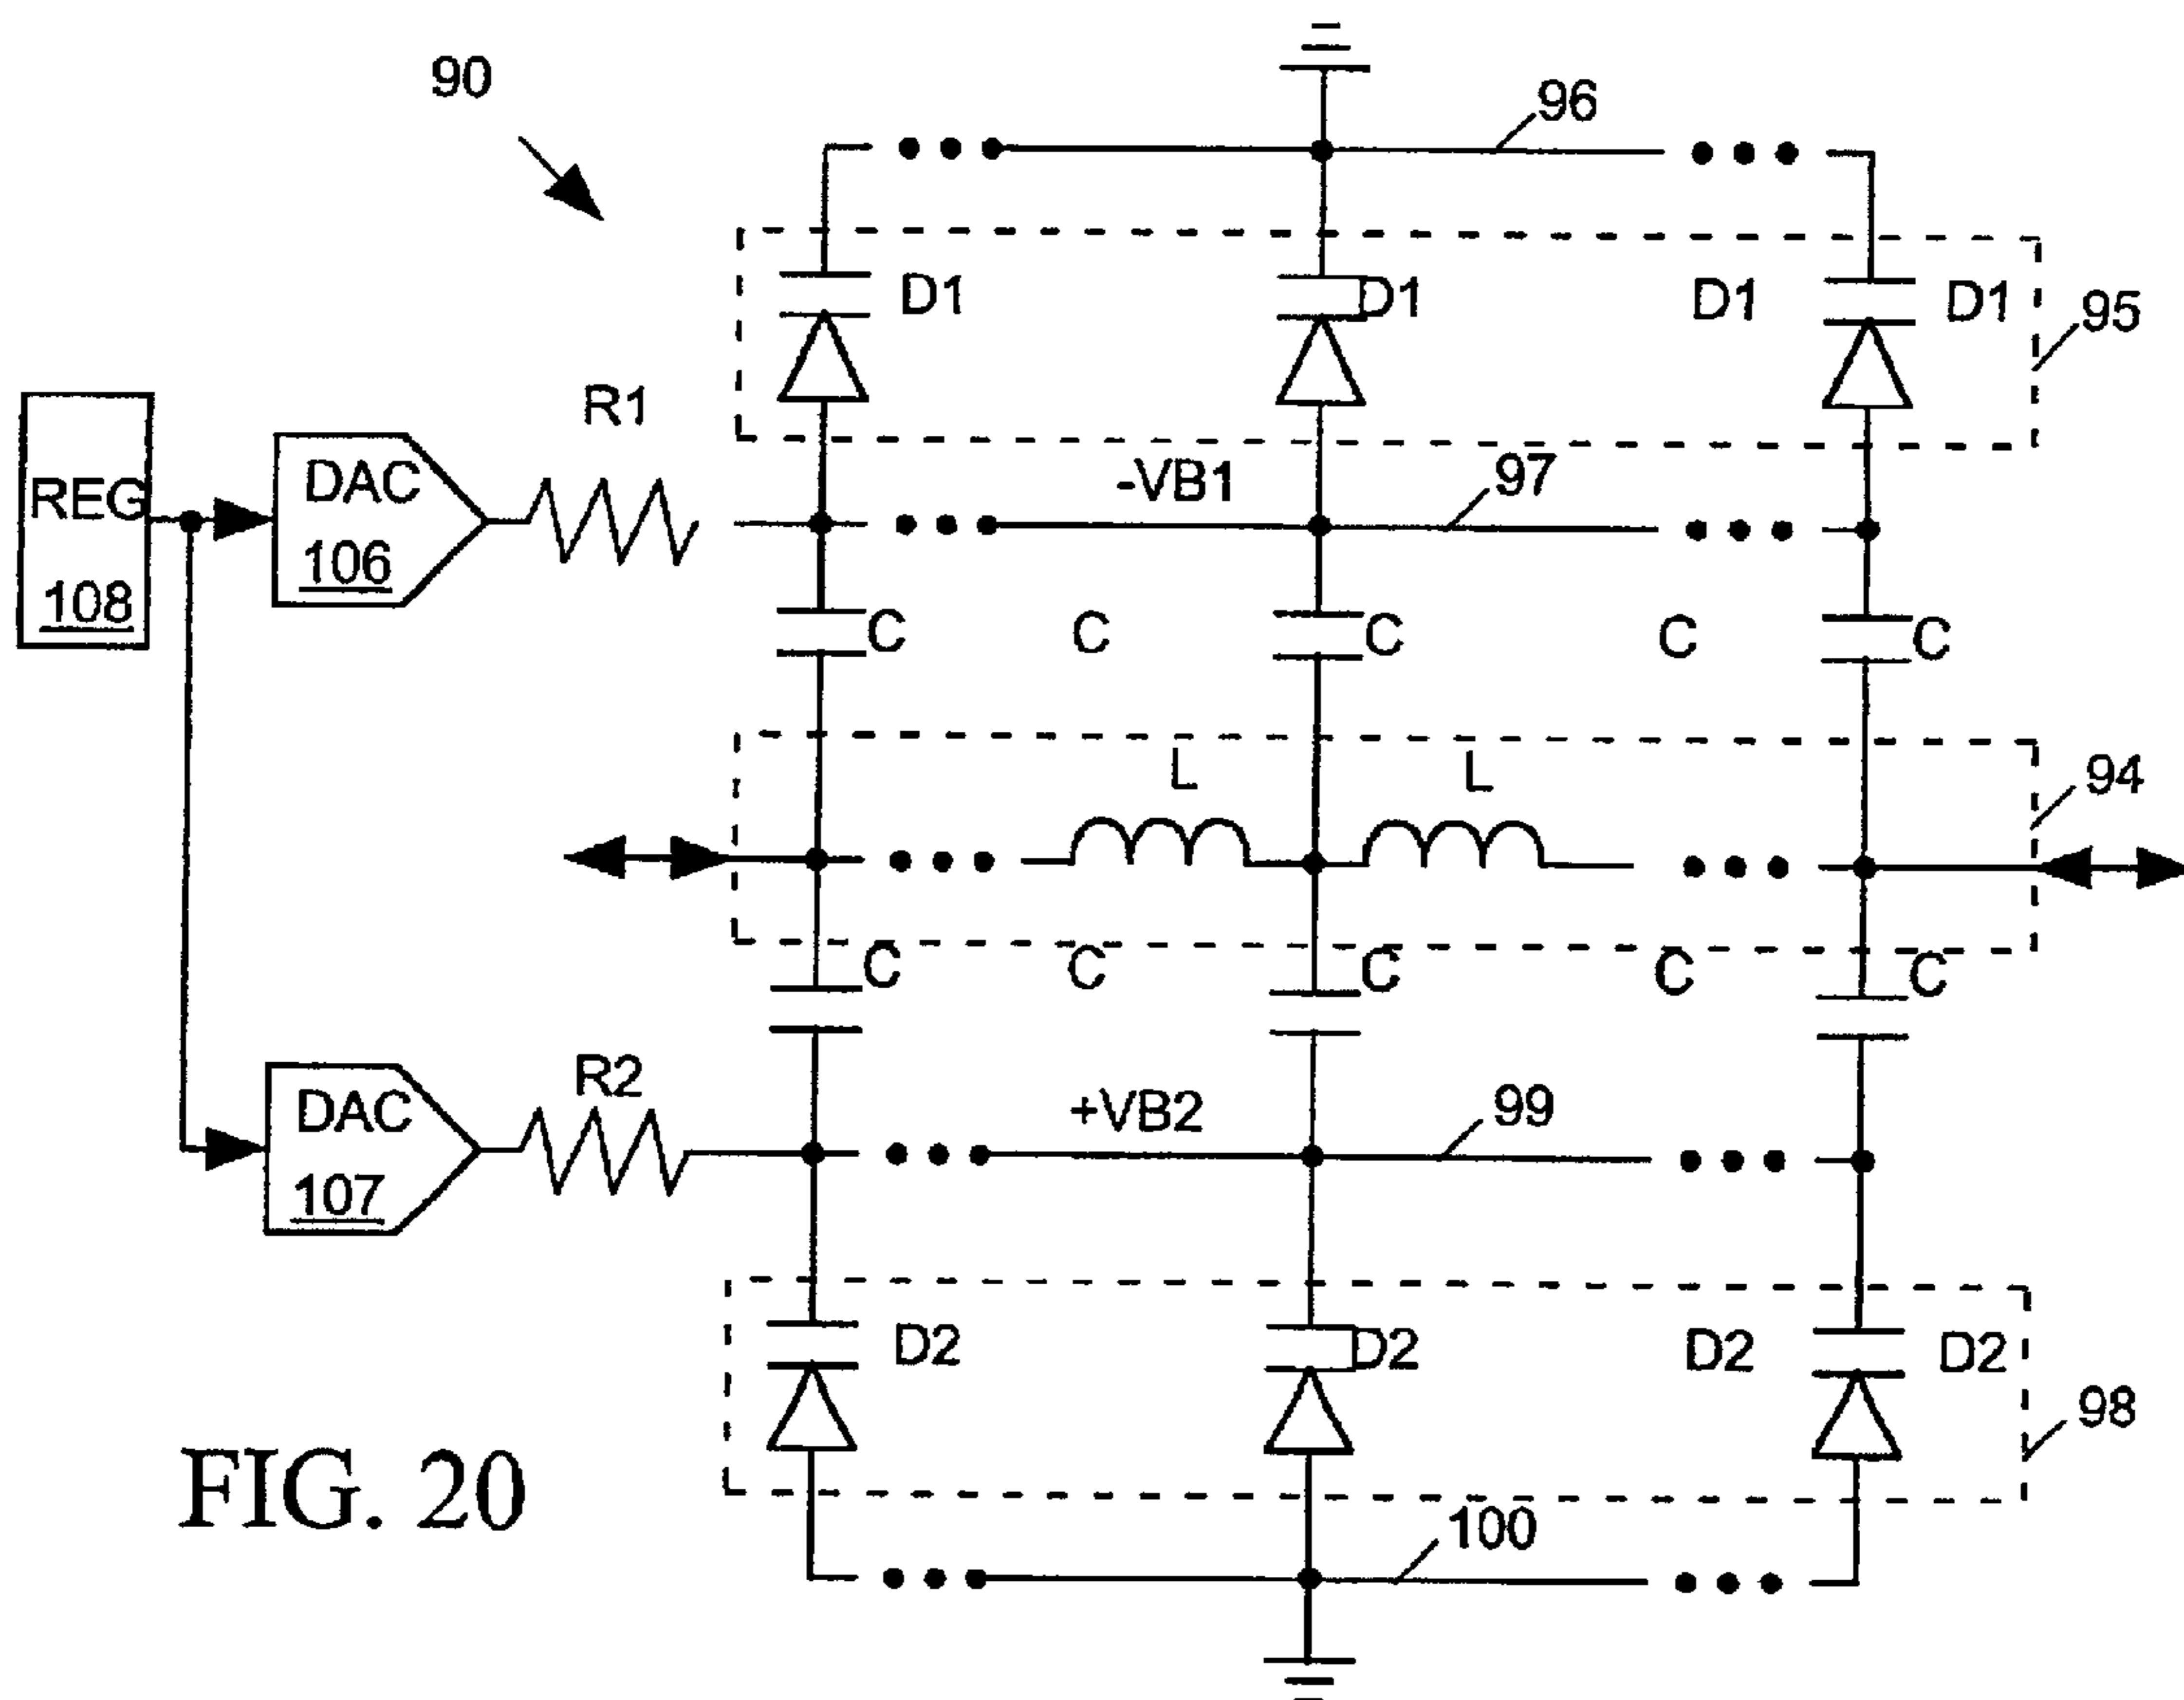 90
96
D1 D1 D1 D1
95
R1
REG
108
DAC
106
-VB1
97
C C C C C
L L
94
C C C C C
DAC
107
R2
+VB2
99
D2 D2 D2 D2
98
100
FIG. 20